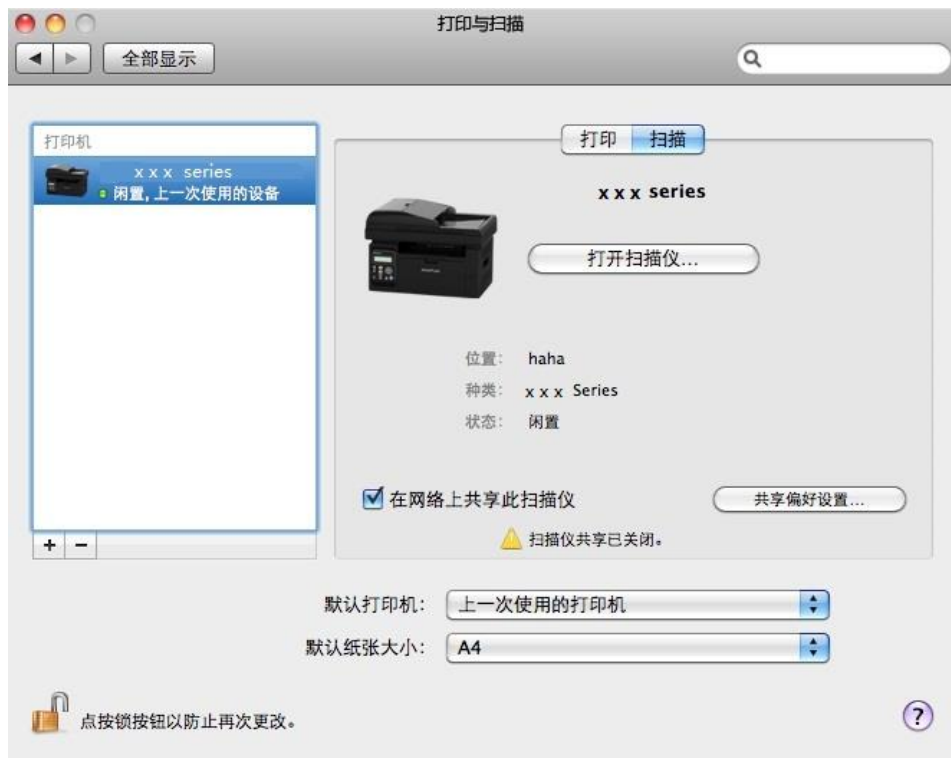 打印与扫描
全部显示
打印机
x x x series
闲置, 上一次使用的设备
打印 扫描
x x x series
打开扫描仪...
位置: haha
种类: x x x Series
状态: 闲置
在网络上共享此扫描仪 共享偏好设置...
扫描仪共享已关闭。
+ −
默认打印机: 上一次使用的打印机
默认纸张大小: A4
点按锁按钮以防止再次更改。 ?